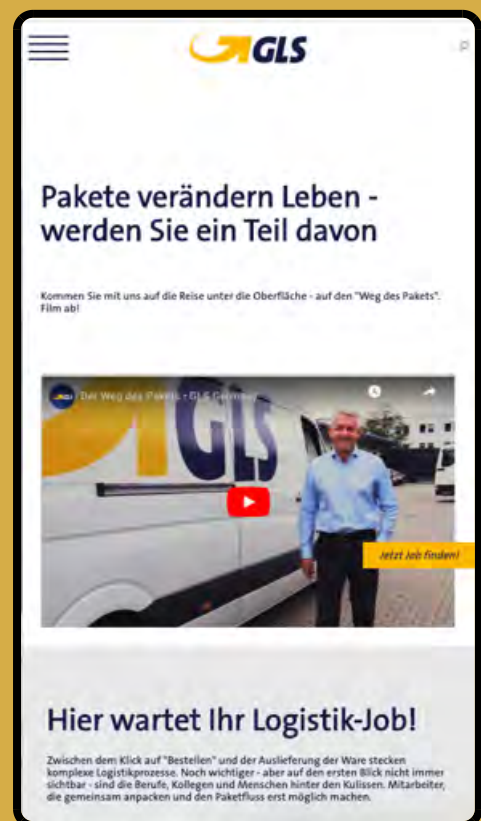 GLS
Pakete verändern Leben -
werden Sie ein Teil davon
Kommen Sie mit uns auf die Reise unter die Oberfläche - auf den "Weg des Pakets".
Film ab!
Der Weg des Pakets • GLS Germany
GLS
Jetzt Job finden!
Hier wartet Ihr Logistik-Job!
Zwischen dem Klick auf "Bestellen" und der Auslieferung der Ware stecken
komplexe Logistikprozesse. Noch wichtiger - aber auf den ersten Blick nicht immer
sichtbar - sind die Berufe, Kollegen und Menschen hinter den Kulissen. Mitarbeiter,
die gemeinsam anpacken und den Paketfluss erst möglich machen.